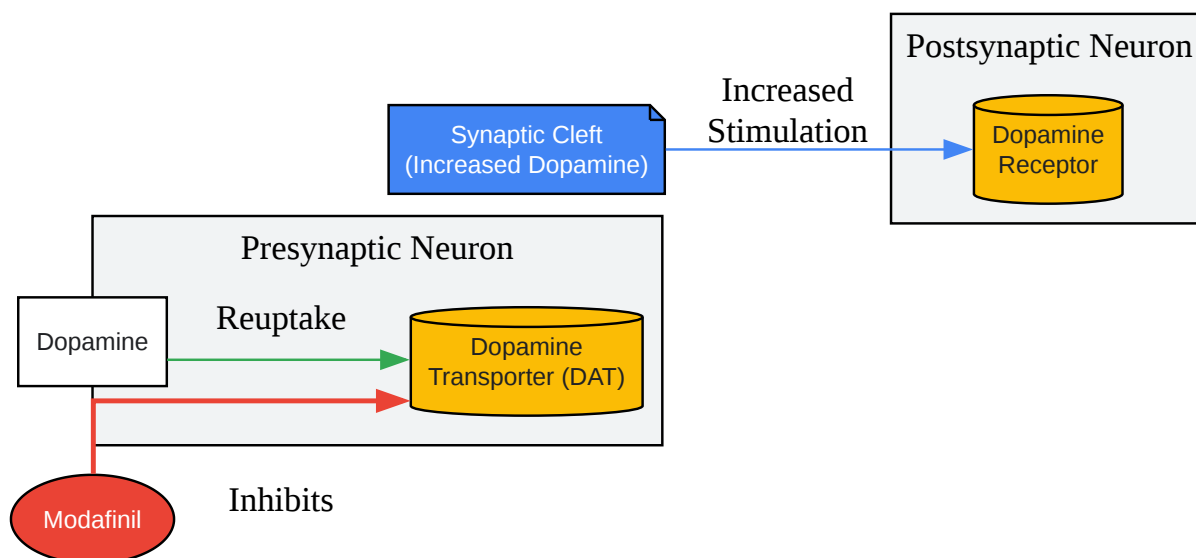 Postsynaptic Neuron
Increased
Stimulation
Synaptic Cleft
(Increased Dopamine)
Dopamine
Receptor
Presynaptic Neuron
Reuptake
Dopamine
Dopamine
Transporter (DAT)
Inhibits
Modafinil